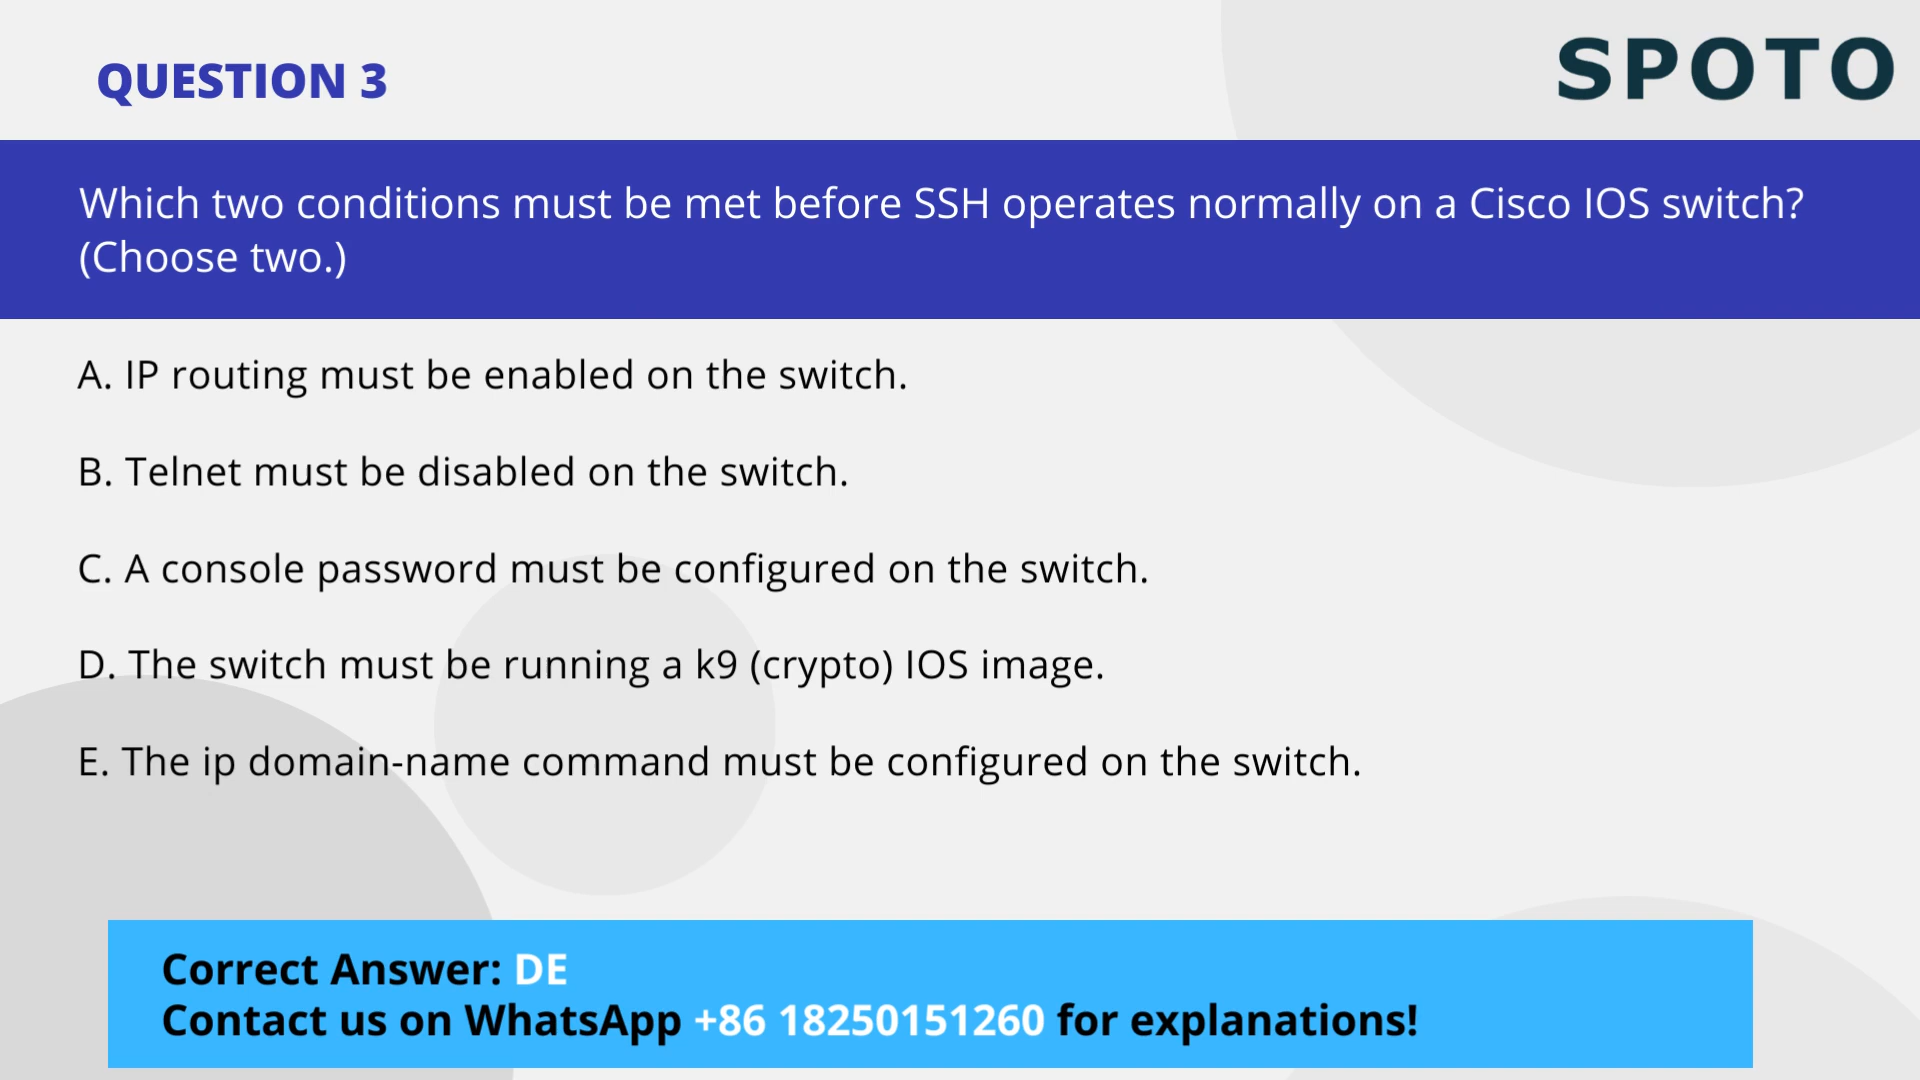 QUESTION 3
SPOTO
Which two conditions must be met before SSH operates normally on a Cisco IOS switch?
(Choose two.)
A. IP routing must be enabled on the switch.
B. Telnet must be disabled on the switch.
C. A console password must be configured on the switch.
D. The switch must be running a k9 (crypto) IOS image.
E. The ip domain-name command must be configured on the switch.
Correct Answer: DE
Contact us on WhatsApp +86 18250151260 for explanations!